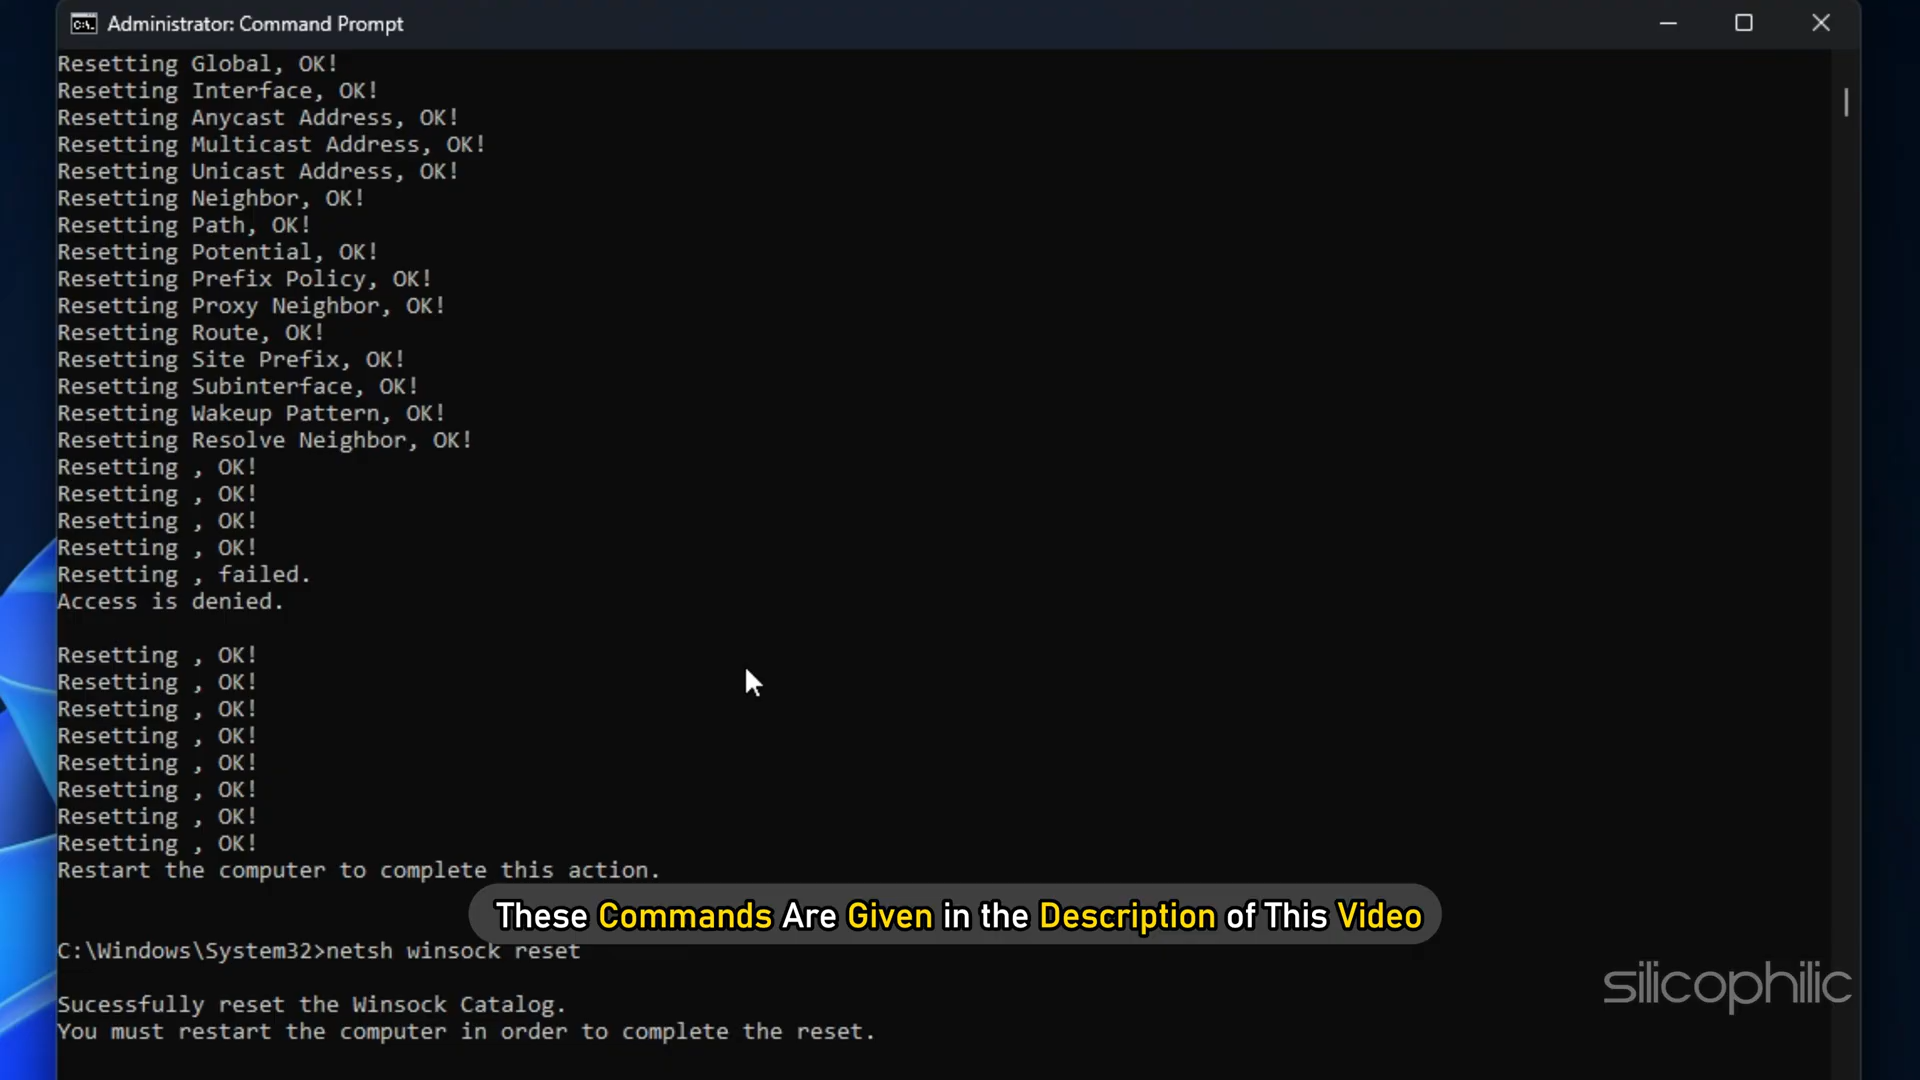 Administrator: Command Prompt
Resetting Global, OK!
Resetting Interface, OK!
Resetting Anycast Address, OK!
Resetting Multicast Address, OK!
Resetting Unicast Address, OK!
Resetting Neighbor, OK!
Resetting Path, OK!
Resetting Potential, OK!
Resetting Prefix Policy, OK!
Resetting Proxy Neighbor, OK!
Resetting Route, OK!
Resetting Site Prefix, OK!
Resetting Subinterface, OK!
Resetting Wakeup Pattern, OK!
Resetting Resolve Neighbor, OK!
Resetting , OK!
Resetting , OK!
Resetting , OK!
Resetting , OK!
Resetting , failed.
Access is denied.
Resetting , OK!
Resetting , OK!
Resetting , OK!
Resetting , OK!
Resetting , OK!
Resetting , OK!
Resetting , OK!
Resetting , OK!
Restart the computer to complete this action.
These Commands Are Given in the Description of This Video
C:\Windows\System32>netsh winsock reset
silicophilic
Sucessfully reset the Winsock Catalog.
You must restart the computer in order to complete the reset.